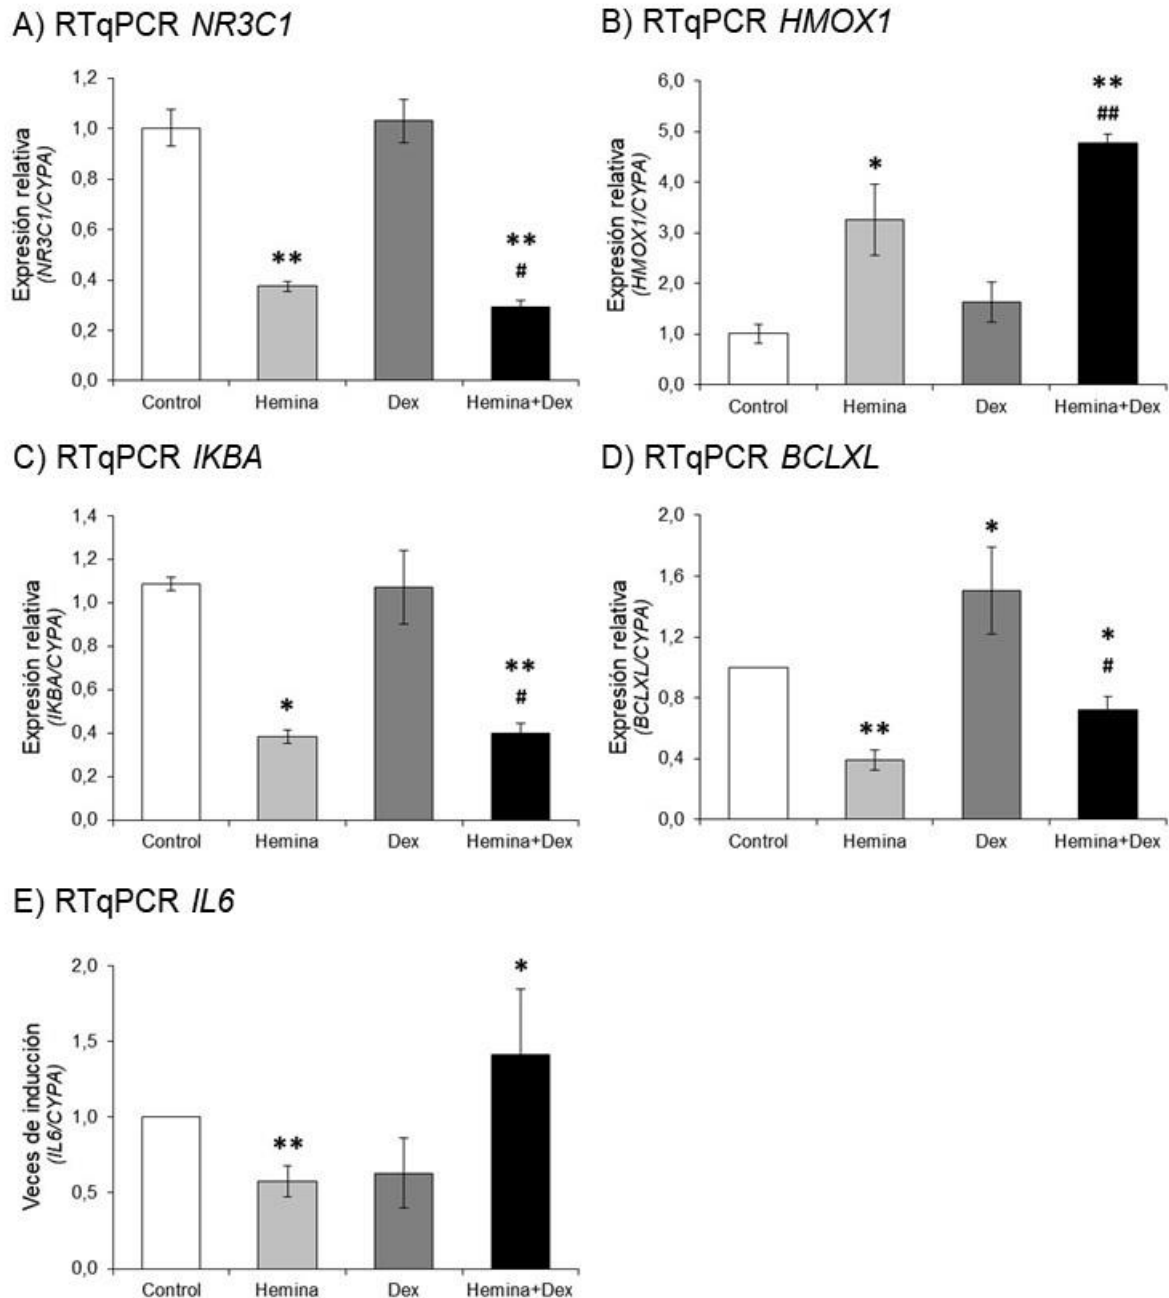 A) RTqPCR NR3C1
Expresión relativa
(NR3C1/CYPA)
1,2
1,0
0,8
0,6
0,4
0,2
0,0
**
**
#
Control Hemina Dex Hemina+Dex
B) RTqPCR HMOX1
Expresión relativa
(HMOX1/CYPA)
6,0
5,0
4,0
3,0
2,0
1,0
0,0
*
**
##
Control Hemina Dex Hemina+Dex
C) RTqPCR IKBA
Expresión relativa
(IKBA/CYPA)
1,4
1,2
1,0
0,8
0,6
0,4
0,2
0,0
*
**
#
Control Hemina Dex Hemina+Dex
D) RTqPCR BCLXL
Expresión relativa
(BCLXL/CYPA)
2,0
1,6
1,2
0,8
0,4
0,0
**
*
*
#
Control Hemina Dex Hemina+Dex
E) RTqPCR IL6
Veces de inducción
(IL6/CYPA)
2,0
1,5
1,0
0,5
0,0
**
*
Control Hemina Dex Hemina+Dex